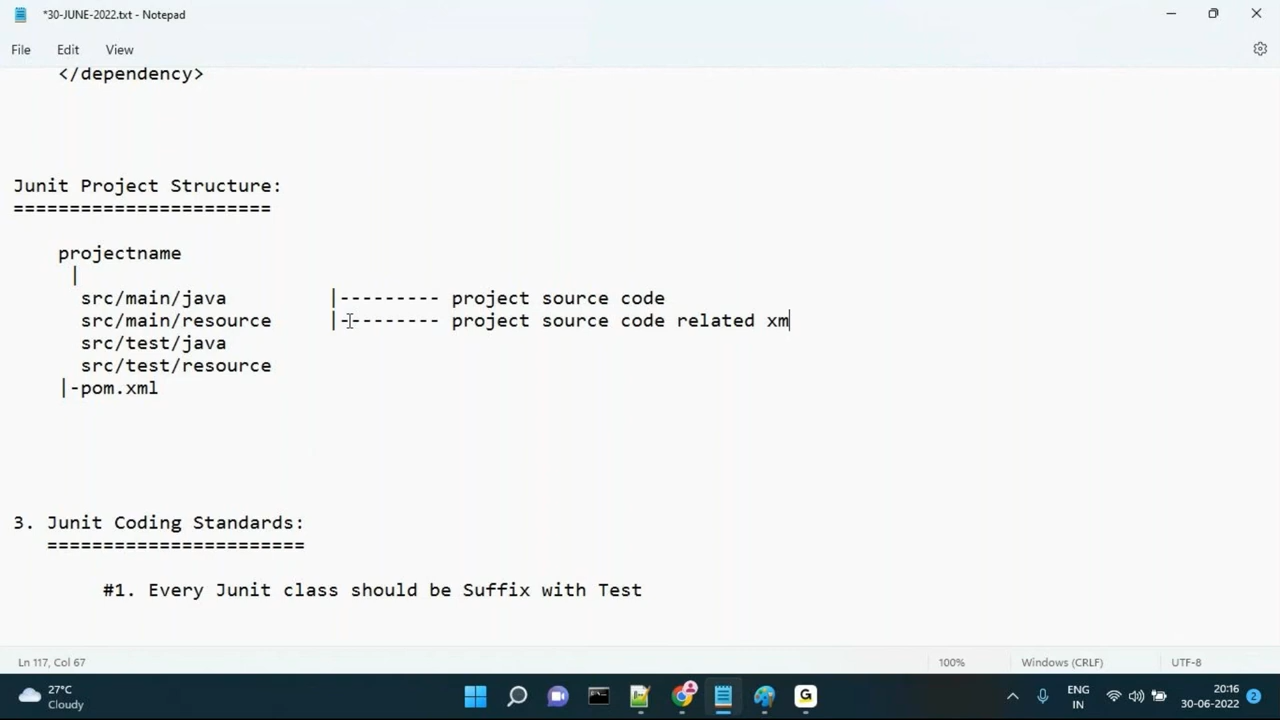 *30-JUNE-2022.txt - Notepad
File Edit View
</dependency>
Junit Project Structure:
=======================
projectname
|
src/main/java |--------- project source code
src/main/resource |--------- project source code related xm
src/test/java
src/test/resource
|-pom.xml
3. Junit Coding Standards:
=======================
#1. Every Junit class should be Suffix with Test
Ln 117, Col 67 100% Windows (CRLF) UTF-8
27°C
Cloudy
ENG
IN
20:16
30-06-2022
2